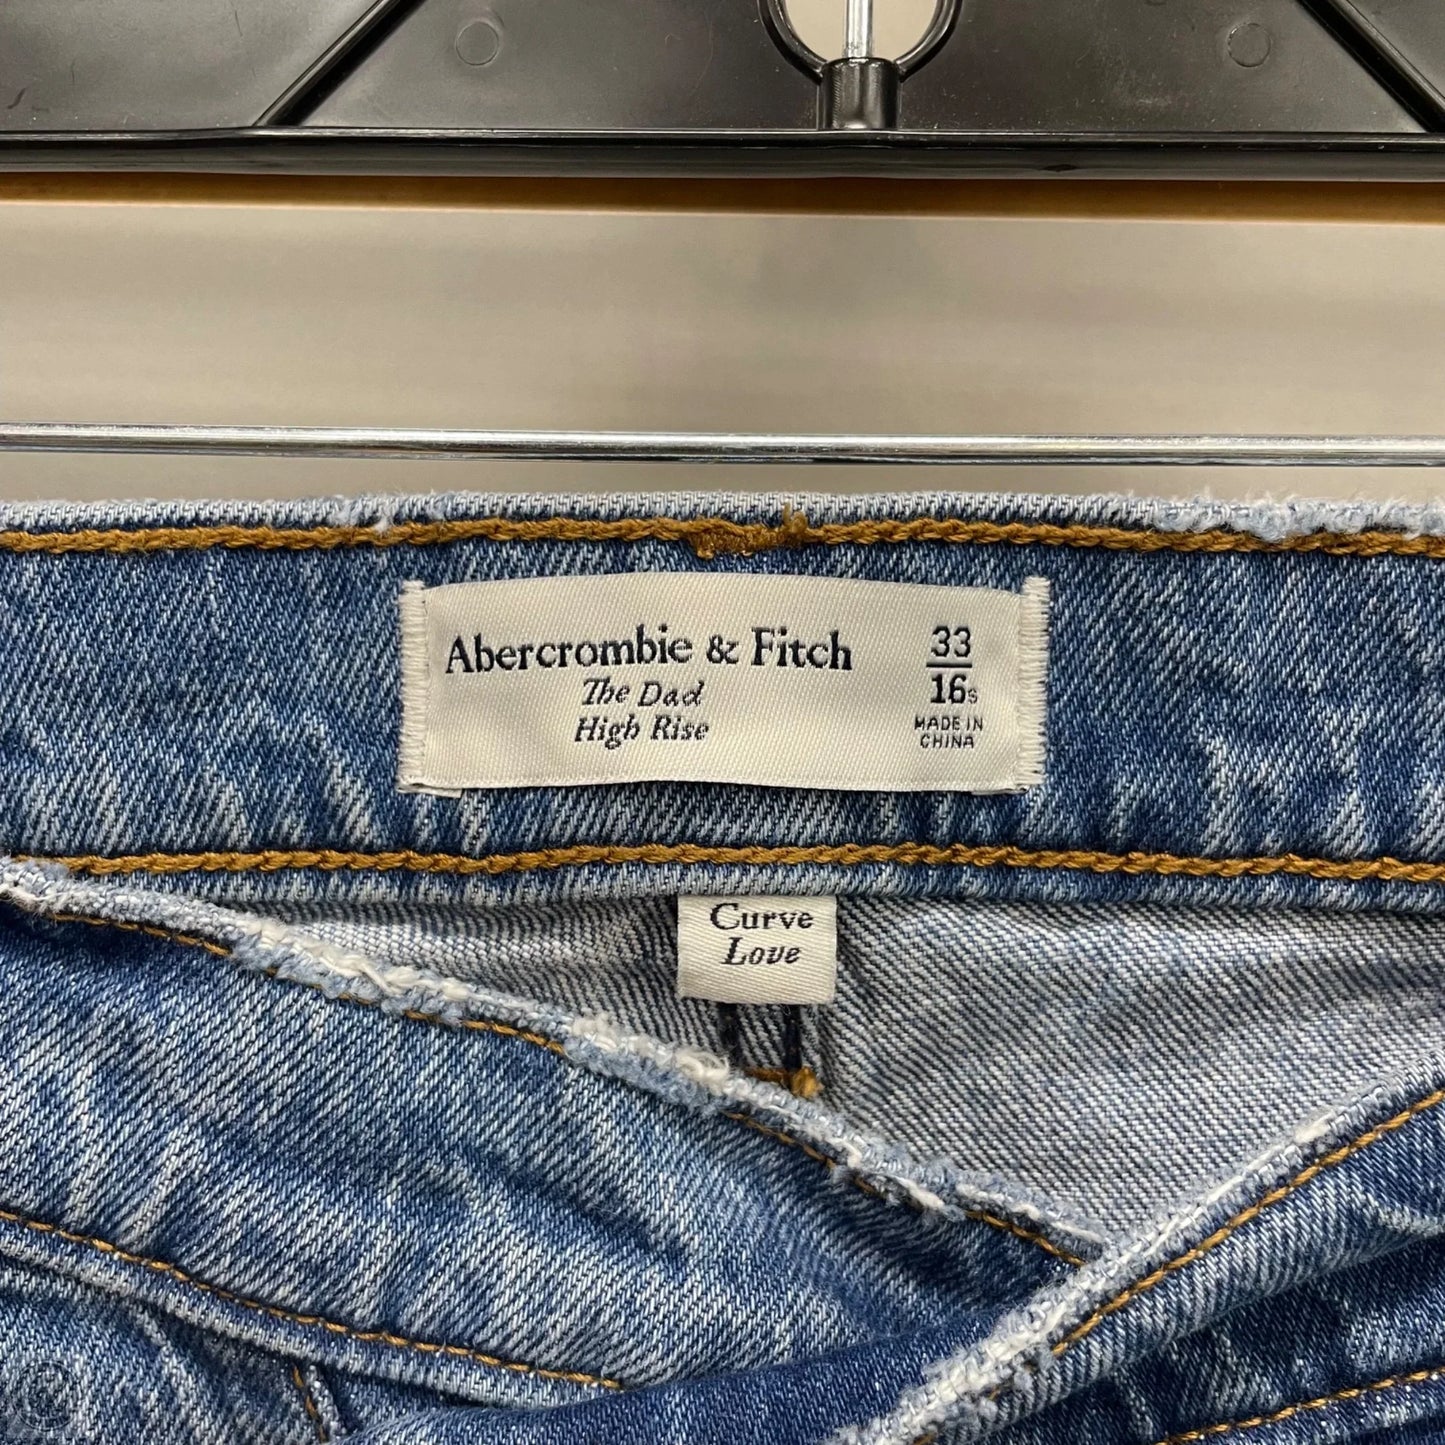 Abercrombie & Fitch
The Dad
High Rise
33
16s
MADE IN
CHINA
Curve
Love